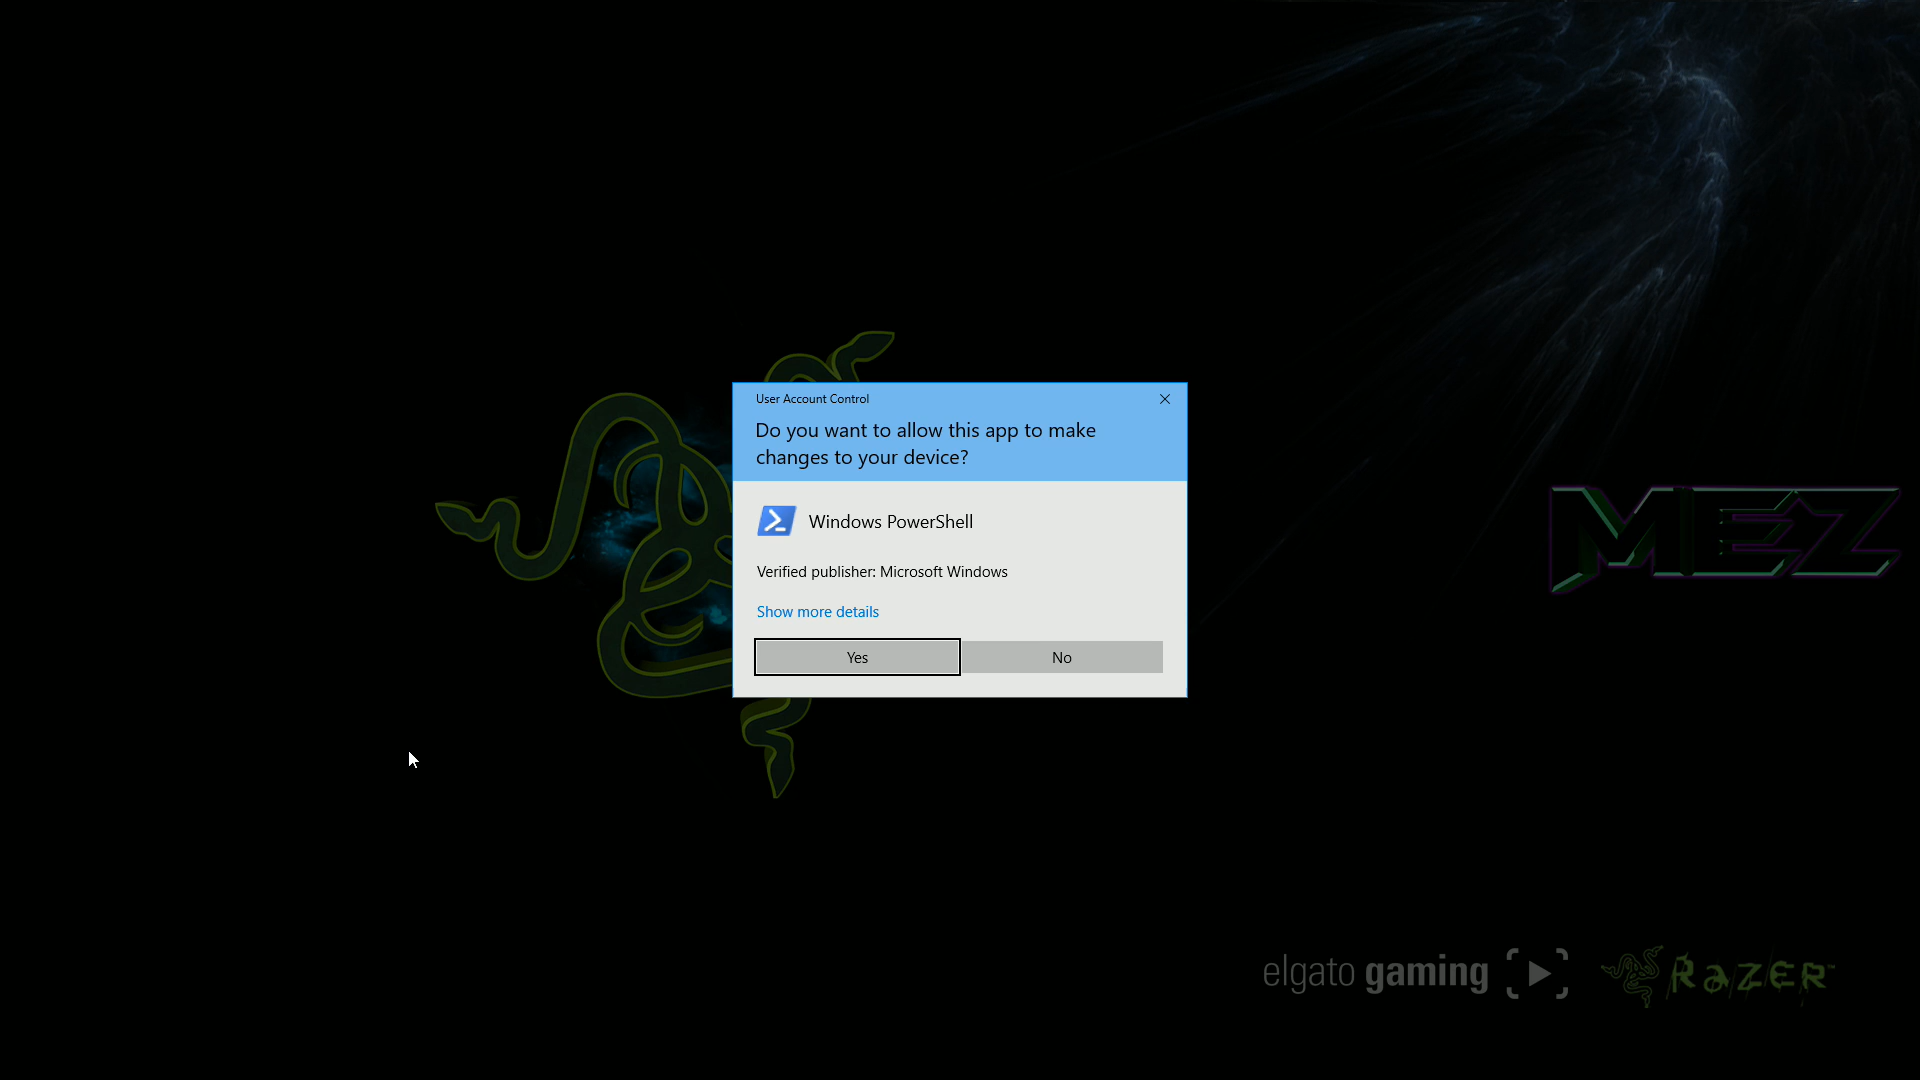 User Account Control
Do you want to allow this app to make
changes to your device?
Windows PowerShell
Verified publisher: Microsoft Windows
Show more details
Yes
No
MEZ
elgato gaming
RAZER